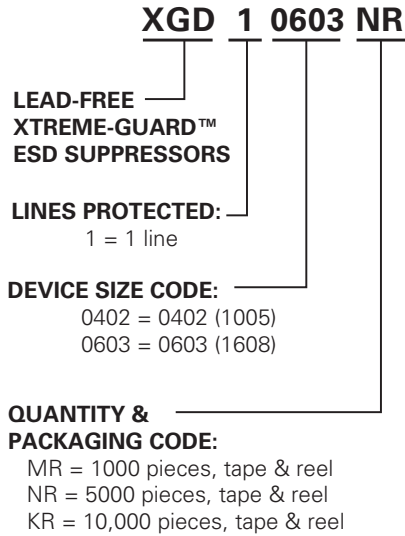 XGD 1 0603 NR
LEAD-FREE
XTREME-GUARD™
ESD SUPPRESSORS
LINES PROTECTED:
1 = 1 line
DEVICE SIZE CODE:
0402 = 0402 (1005)
0603 = 0603 (1608)
QUANTITY &
PACKAGING CODE:
MR = 1000 pieces, tape & reel
NR = 5000 pieces, tape & reel
KR = 10,000 pieces, tape & reel